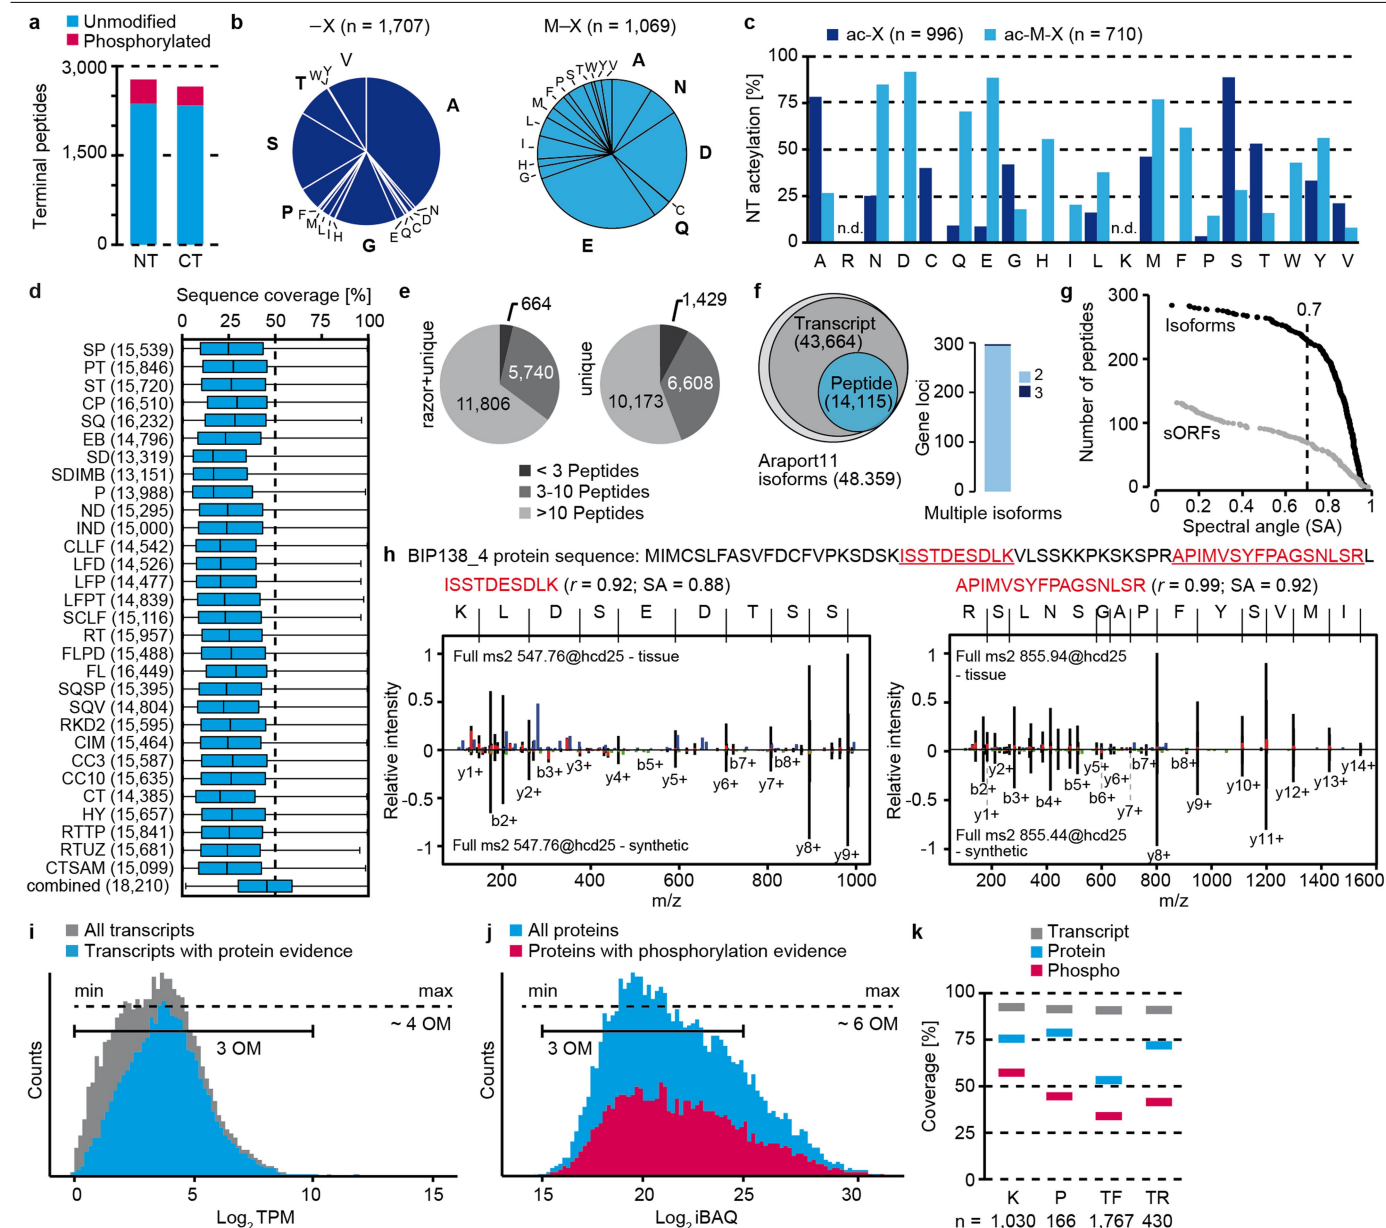 a
Unmodified
Phosphorylated
3,000
1,500
0
Terminal peptides
NT CT
b
–X (n = 1,707)
M–X (n = 1,069)
V
Y
W
T
A
S
P
F
M
L
I
H
G
E
Q
C
D
N
A
N
D
C
Q
E
G
H
I
L
M
F
P
S
T
W
Y
V
c
ac-X (n = 996) ac-M-X (n = 710)
NT acteylation [%]
100
75
50
25
0
n.d. n.d.
A R N D C Q E G H I L K M F P S T W Y V
d
Sequence coverage [%]
0 25 75 100
SP (15,539)
PT (15,846)
ST (15,720)
CP (16,510)
SQ (16,232)
EB (14,796)
SD(13,319)
SDIMB (13,151)
P (13,988)
ND (15,295)
IND (15,000)
CLLF (14,542)
LFD (14,526)
LFP (14,477)
LFPT (14,839)
SCLF (15,116)
RT (15,957)
FLPD (15,488)
FL (16,449)
SQSP (15,395)
SQV (14,804)
RKD2 (15,595)
CIM (15,464)
CC3 (15,587)
CC10 (15,635)
CT (14,385)
HY (15,657)
RTTP (15,841)
RTUZ (15,681)
CTSAM (15,099)
combined (18,210)
e
razor+unique
664
5,740
11,806
unique
1,429
6,608
10,173
< 3 Peptides
3-10 Peptides
>10 Peptides
f
Transcript
(43,664)
Peptide
(14,115)
Araport11
isoforms (48.359)
Gene loci
300
200
100
0
2
3
Multiple isoforms
g
Number of peptides
300
200
100
0
0.7
Isoforms
sORFs
0 0.2 0.4 0.6 0.8 1
Spectral angle (SA)
h
BIP138_4 protein sequence: MIMCSLFASVFDCFVPKSDSKISSTDESDLKVLSSKKPKSKSPRAPIMVSYFPAGSNLSRL
ISSTDESDLK (r = 0.92; SA = 0.88)
K L D S E D T S S
Full ms2 547.76@hcd25 - tissue
Relative intensity
1
0.5
0
-0.5
-1
y1+
b2+
y2+
b3+
y3+
y4+
b5+
y5+
y6+
b7+
y7+
b8+
y8+
y9+
Full ms2 547.76@hcd25 - synthetic
200 400 600 800 1000
m/z
APIMVSYFPAGSNLSR (r = 0.99; SA = 0.92)
R S L N S G A P F Y S V M I
Full ms2 855.94@hcd25
- tissue
Relative intensity
1
0.5
0
-0.5
-1
b2+
y1+
y2+
b3+
b4+
b5+
y5+
b6+
y6+
y7+
b7+
y8+
b8+
y9+
y10+
y11+
y12+
y13+
y14+
Full ms2 855.44@hcd25
- synthetic
200 400 600 800 1000 1200 1400 1600
m/z
i
All transcripts
Transcripts with protein evidence
min max
~ 4 OM
3 OM
Counts
0 5 10 15
Log2 TPM
j
All proteins
Proteins with phosphorylation evidence
min max
~ 6 OM
3 OM
Counts
15 20 25 30
Log2 iBAQ
k
Transcript
Protein
Phospho
Coverage [%]
100
75
50
25
0
K P TF TR
n = 1,030 166 1,767 430